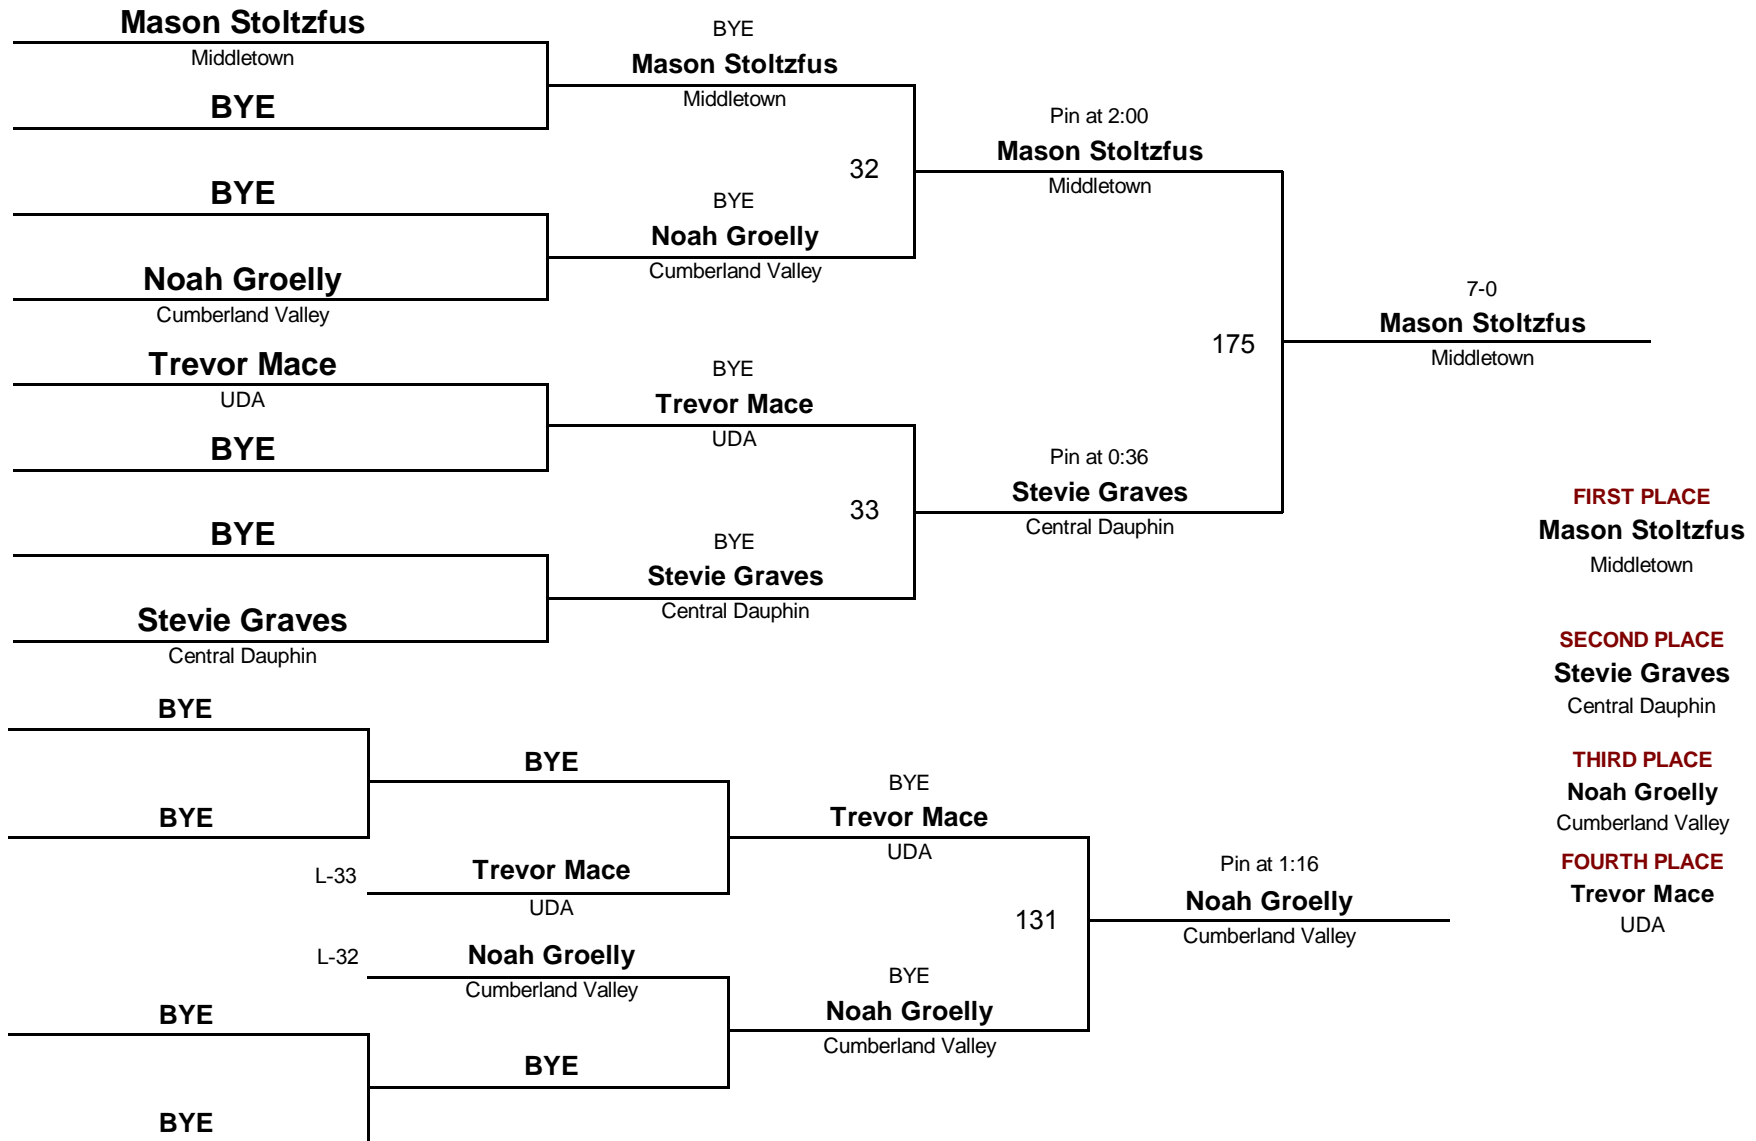 Mason Stoltzfus
Middletown
BYE
BYE
Noah Groelly
Cumberland Valley
Trevor Mace
UDA
BYE
BYE
Stevie Graves
Central Dauphin
BYE
Mason Stoltzfus
Middletown
32
BYE
Noah Groelly
Cumberland Valley
BYE
Trevor Mace
UDA
33
BYE
Stevie Graves
Central Dauphin
Pin at 2:00
Mason Stoltzfus
Middletown
175
Pin at 0:36
Stevie Graves
Central Dauphin
7-0
Mason Stoltzfus
Middletown
FIRST PLACE
Mason Stoltzfus
Middletown
SECOND PLACE
Stevie Graves
Central Dauphin
THIRD PLACE
Noah Groelly
Cumberland Valley
FOURTH PLACE
Trevor Mace
UDA
BYE
BYE
BYE
L-33
Trevor Mace
UDA
L-32
Noah Groelly
Cumberland Valley
BYE
BYE
BYE
BYE
Trevor Mace
UDA
131
BYE
Noah Groelly
Cumberland Valley
Pin at 1:16
Noah Groelly
Cumberland Valley